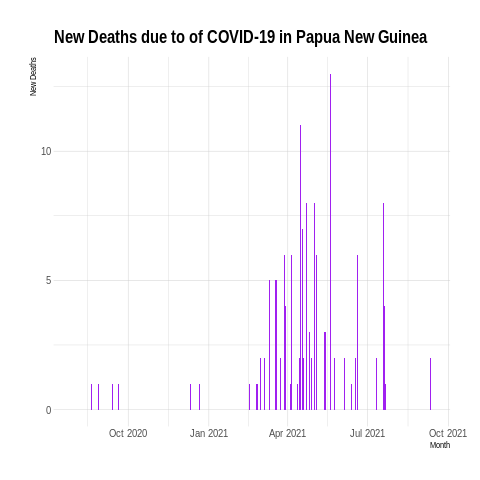 New Deaths due to of COVID-19 in Papua New Guinea
New Deaths
10
5
0
Oct 2020 Jan 2021 Apr 2021 Jul 2021 Oct 2021
Month